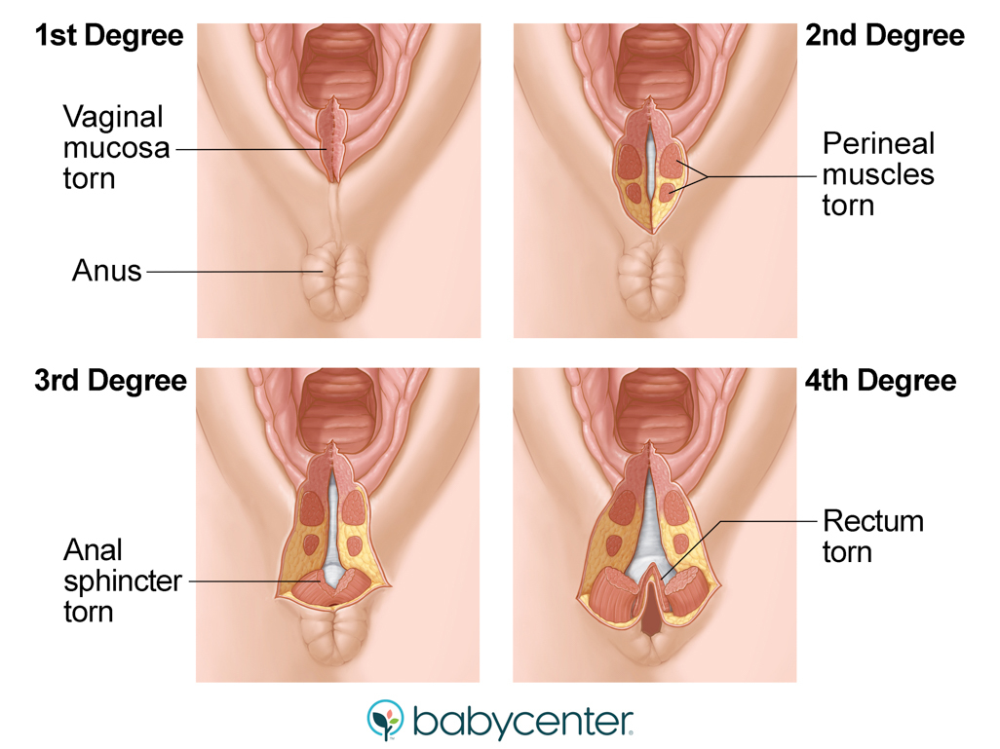 1st Degree
Vaginal
mucosa
torn
Anus
2nd Degree
Perineal
muscles
torn
3rd Degree
Anal
sphincter
torn
4th Degree
Rectum
torn
babycenter